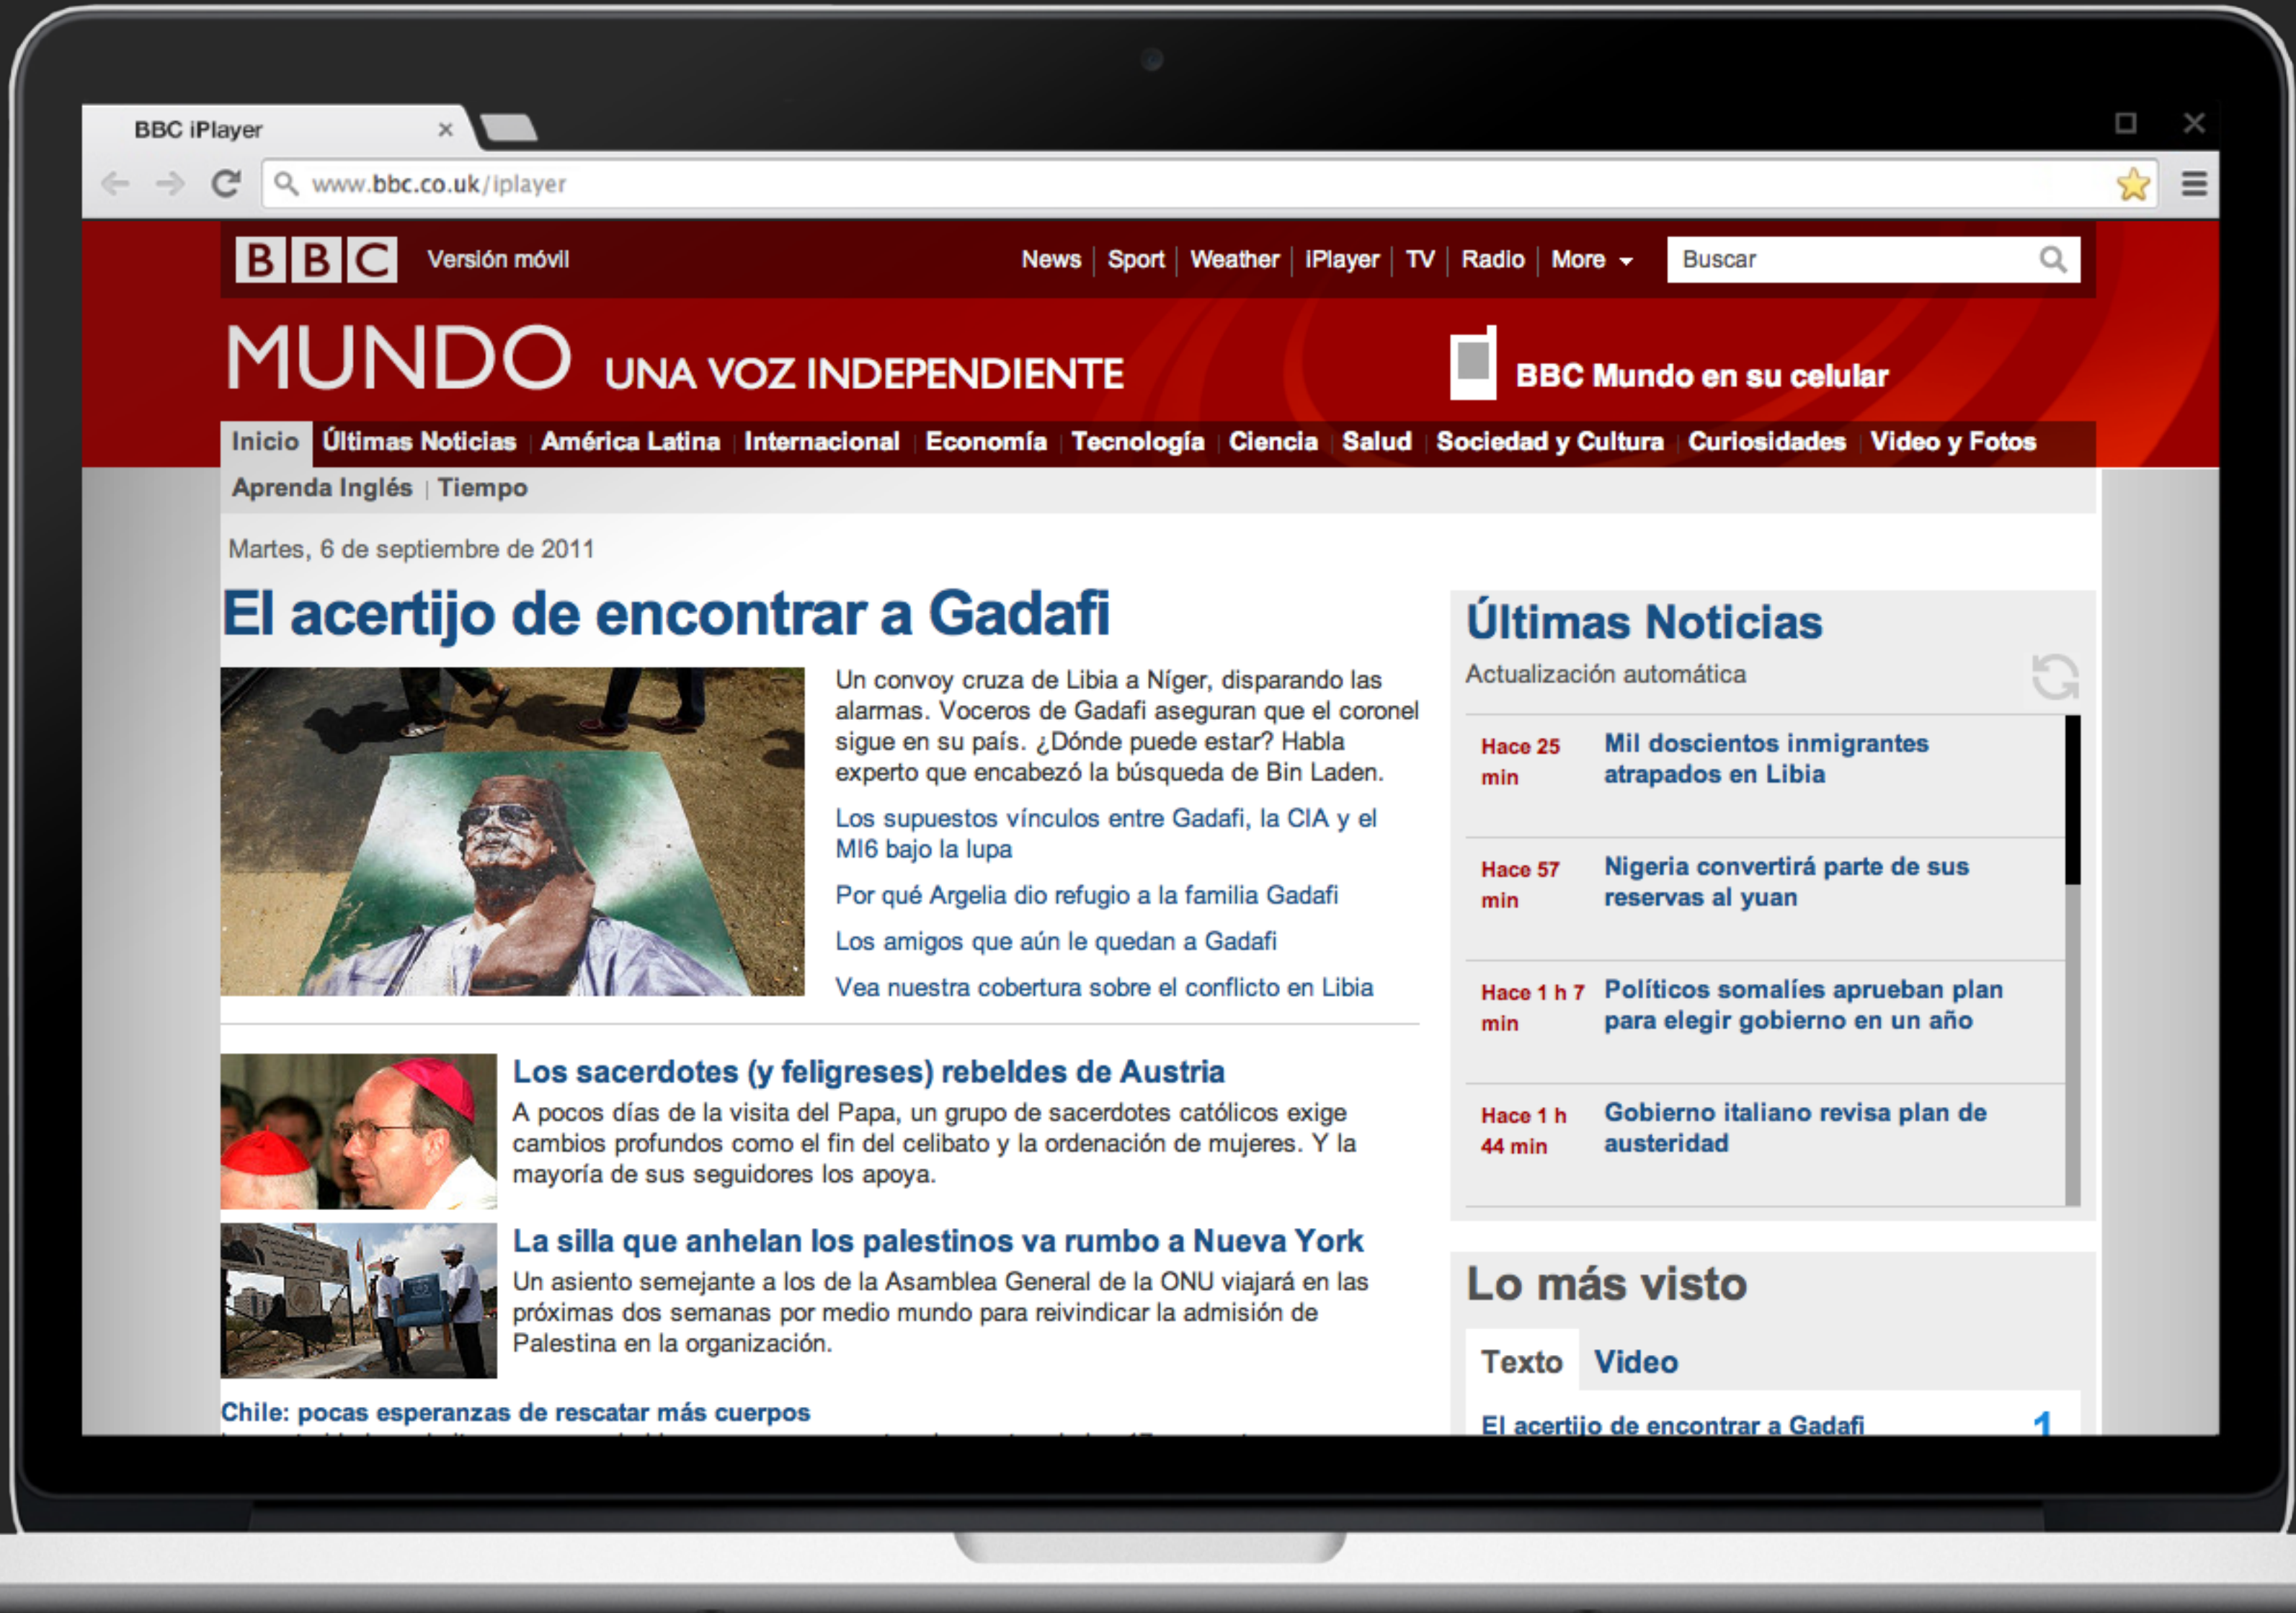 BBC iPlayer
www.bbc.co.uk/iplayer
BBC Versión móvil News Sport Weather iPlayer TV Radio More Buscar
MUNDO UNA VOZ INDEPENDIENTE
BBC Mundo en su celular
Inicio Últimas Noticias América Latina Internacional Economía Tecnología Ciencia Salud Sociedad y Cultura Curiosidades Video y Fotos
Aprenda Inglés Tiempo
Martes, 6 de septiembre de 2011
El acertijo de encontrar a Gadafi
Un convoy cruza de Libia a Níger, disparando las
alarmas. Voceros de Gadafi aseguran que el coronel
sigue en su país. ¿Dónde puede estar? Habla
experto que encabezó la búsqueda de Bin Laden.
Los supuestos vínculos entre Gadafi, la CIA y el
MI6 bajo la lupa
Por qué Argelia dio refugio a la familia Gadafi
Los amigos que aún le quedan a Gadafi
Vea nuestra cobertura sobre el conflicto en Libia
Los sacerdotes (y feligreses) rebeldes de Austria
A pocos días de la visita del Papa, un grupo de sacerdotes católicos exige
cambios profundos como el fin del celibato y la ordenación de mujeres. Y la
mayoría de sus seguidores los apoya.
La silla que anhelan los palestinos va rumbo a Nueva York
Un asiento semejante a los de la Asamblea General de la ONU viajará en las
próximas dos semanas por medio mundo para reivindicar la admisión de
Palestina en la organización.
Chile: pocas esperanzas de rescatar más cuerpos
Últimas Noticias
Actualización automática
Hace 25
min
Mil doscientos inmigrantes
atrapados en Libia
Hace 57
min
Nigeria convertirá parte de sus
reservas al yuan
Hace 1 h 7
min
Políticos somalíes aprueban plan
para elegir gobierno en un año
Hace 1 h
44 min
Gobierno italiano revisa plan de
austeridad
Lo más visto
Texto Video
El acertijo de encontrar a Gadafi 1